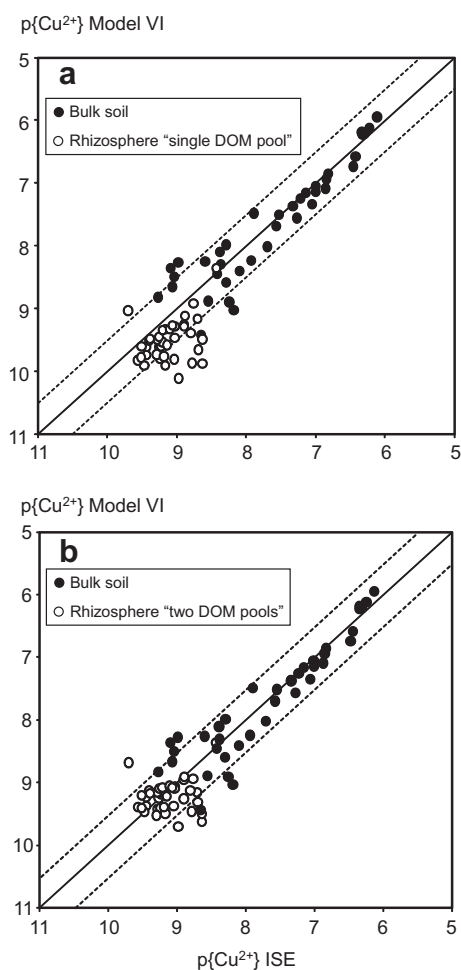 p{Cu²⁺} Model VI
5
a
● Bulk soil
○ Rhizosphere “single DOM pool”
6
7
8
9
10
11
11 10 9 8 7 6 5
p{Cu²⁺} Model VI
5
b
● Bulk soil
○ Rhizosphere “two DOM pools”
6
7
8
9
10
11
11 10 9 8 7 6 5
p{Cu²⁺} ISE